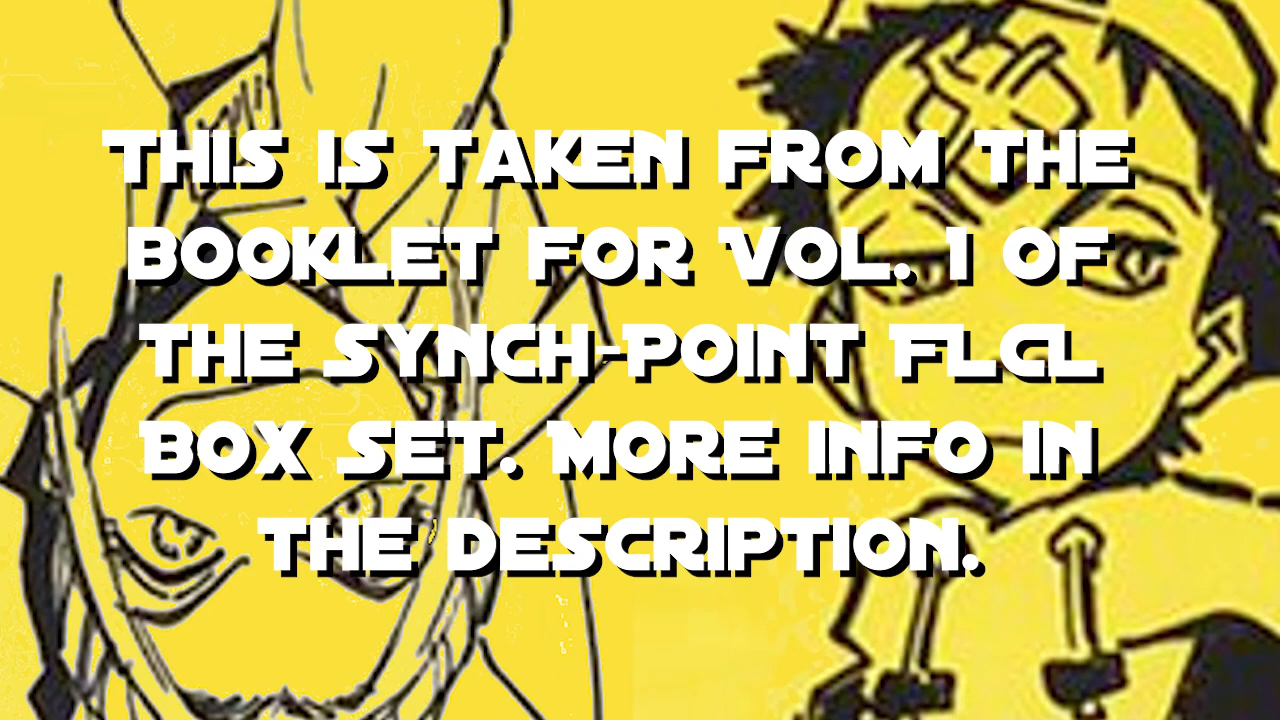 THIS IS TAKEN FROM THE
BOOKLET FOR VOL. 1 OF
THE SYNCH-POINT FLCL
BOX SET. MORE INFO IN
THE DESCRIPTION.